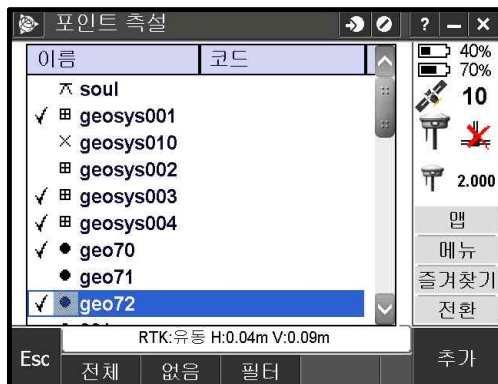 포인트 측설
? – ×
이름 코드
soul
geosys001
geosys010
geosys002
geosys003
geosys004
geo70
geo71
geo72
40%
70%
10
2.000
맵
메뉴
즐겨찾기
전환
RTK:유동 H:0.04m V:0.09m
Esc 전체 없음 필터 추가